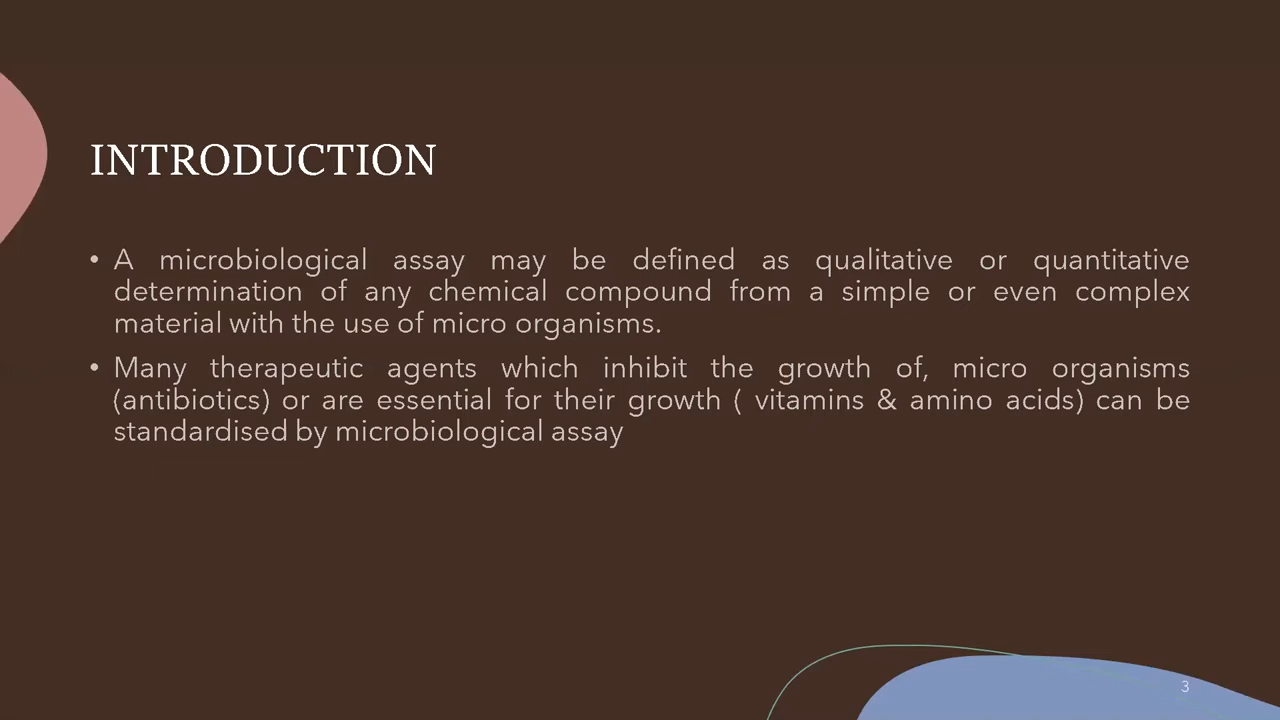 INTRODUCTION
• A microbiological assay may be defined as qualitative or quantitative
determination of any chemical compound from a simple or even complex
material with the use of micro organisms.
• Many therapeutic agents which inhibit the growth of, micro organisms
(antibiotics) or are essential for their growth ( vitamins & amino acids) can be
standardised by microbiological assay
3